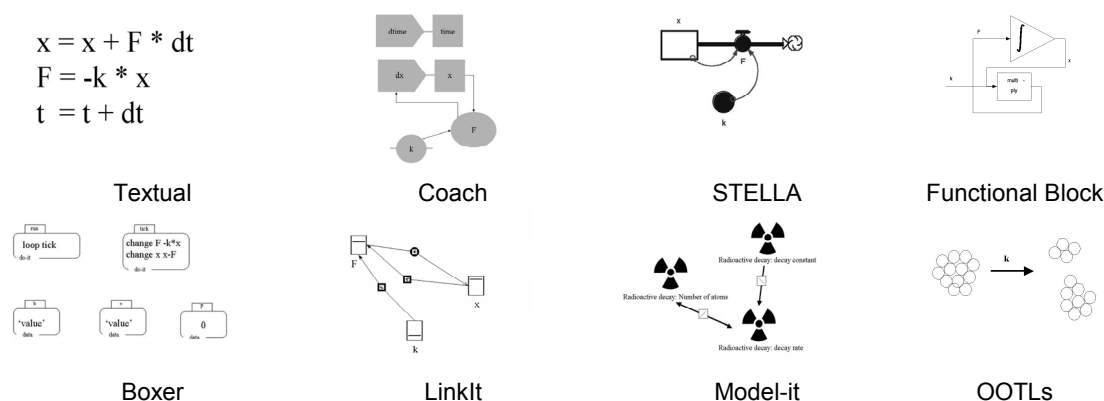 x = x + F * dt
F = -k * x
t = t + dt
Textual
dtime
time
dx
x
k
F
Coach
x
F
k
STELLA
F
k
x
multi -
ply
Functional Block
run
loop tick
do-it
tick
change F -k*x
change x x-F
do-it
k
'value'
data
'value'
data
F
0
data
Boxer
F
x
k
LinkIt
Radioactive decay: decay constant
Radioactive decay: Number of atoms
Radioactive decay: decay rate
Model-it
k
OOTLs